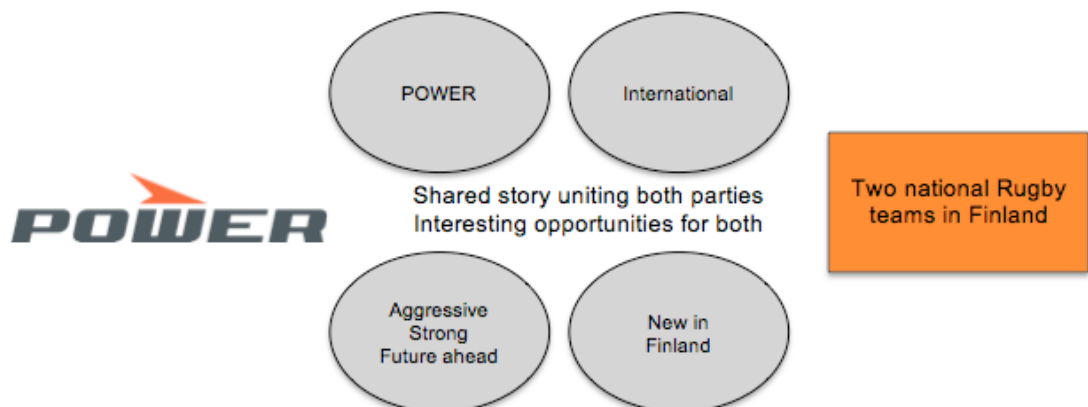 POWER
International
Shared story uniting both parties
Interesting opportunities for both
POWER
Two national Rugby
teams in Finland
Aggressive
Strong
Future ahead
New in
Finland